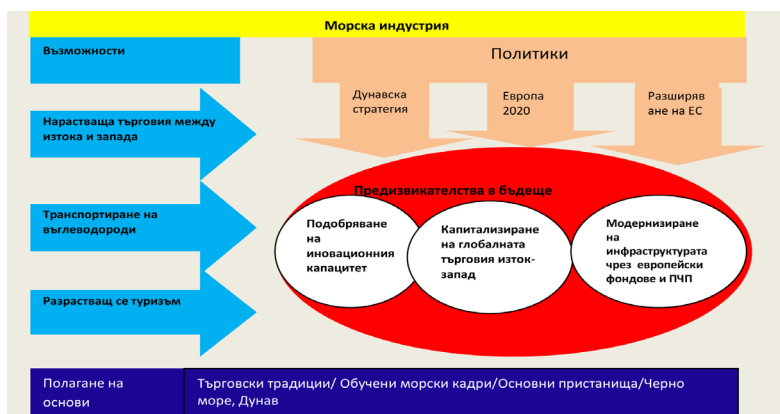 Морска индустрия
Възможности
Политики
Дунавска
стратегия
Европа
2020
Разширяв
ане на ЕС
Нарастваща търговия между
изтока и запада
Транспортиране на
въглеводороди
Разрастващ се туризъм
Предизвикателства в бъдеще
Подобряване
на
иновационния
капацитет
Капитализиране
на глобалната
търговия изток-
запад
Модернизиране
на
инфраструктурата
чрез европейски
фондове и ПЧП
Полагане на
основи
Търговски традиции/ Обучени морски кадри/Основни пристанища/Черно
море, Дунав